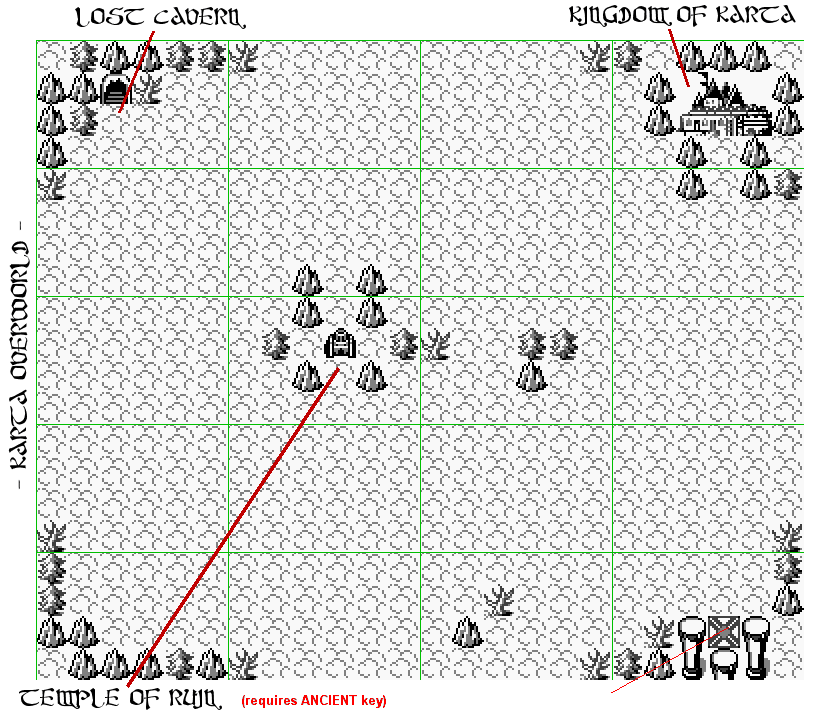 LOST CAVERN
KINGDOM OF KARTA
- KARTA OVERWORLD -
TEMPLE OF RUIN
(requires ANCIENT key)